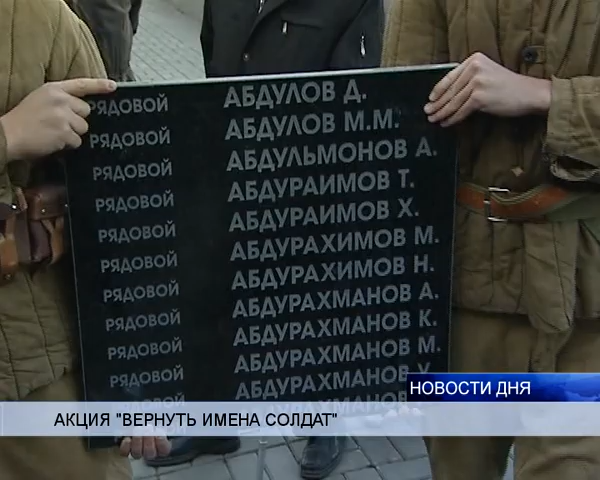 РЯДОВОЙ АБДУЛОВ Д.
РЯДОВОЙ АБДУЛОВ М.М.
РЯДОВОЙ АБДУЛЬМОНОВ А.
РЯДОВОЙ АБДУРАИМОВ Т.
РЯДОВОЙ АБДУРАИМОВ Х.
РЯДОВОЙ АБДУРАХИМОВ М.
РЯДОВОЙ АБДУРАХИМОВ Н.
РЯДОВОЙ АБДУРАХМАНОВ А.
РЯДОВОЙ АБДУРАХМАНОВ К.
РЯДОВОЙ АБДУРАХМАНОВ М.
РЯДОВОЙ АБДУРАХМАНОВ
НОВОСТИ ДНЯ
АКЦИЯ "ВЕРНУТЬ ИМЕНА СОЛДАТ"